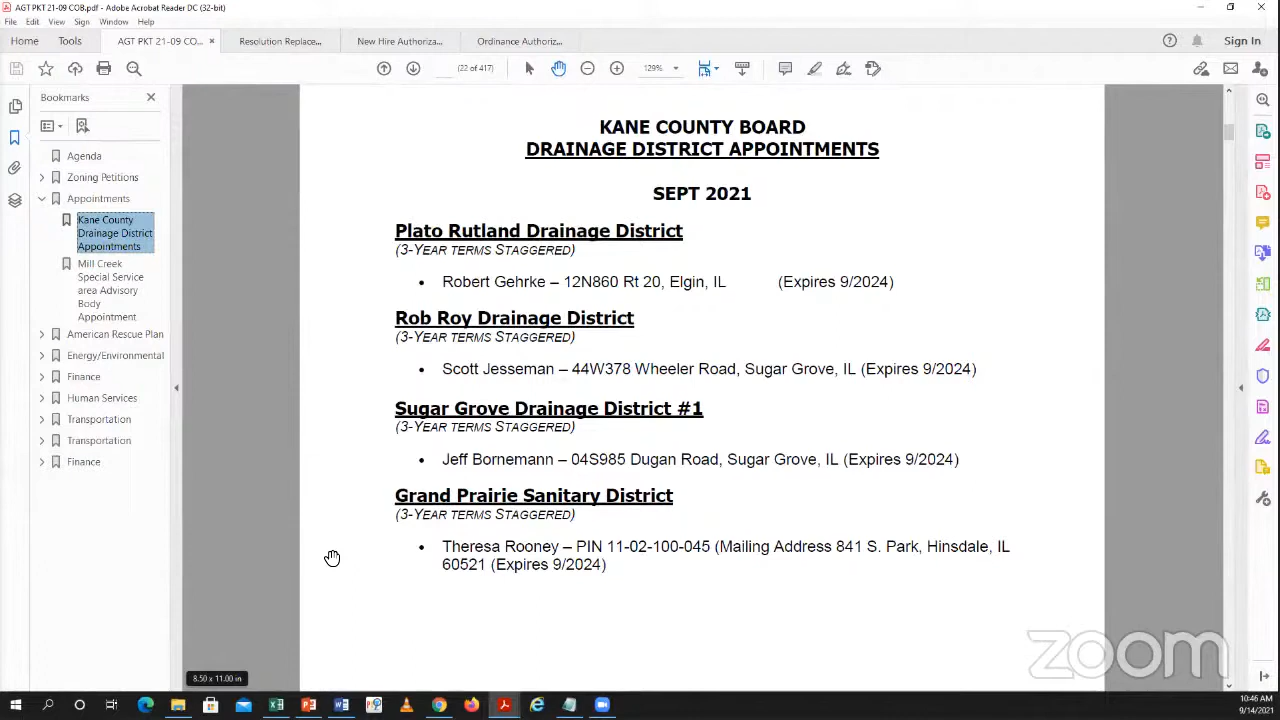 AGT PKT 21-09 COB.pdf - Adobe Acrobat Reader DC (32-bit)
File Edit View Sign Window Help
Home Tools AGT PKT 21-09 CO... × Resolution Replace... New Hire Authoriza... Ordinance Authoriz... Sign In
(22 of 417) 129%
Bookmarks
Agenda
Zoning Petitions
Appointments
Kane County
Drainage District
Appointments
Mill Creek
Special Service
area Advisory
Body
Appointment
American Rescue Plan
Energy/Environmental
Finance
Human Services
Transportation
Transportation
Finance
KANE COUNTY BOARD
DRAINAGE DISTRICT APPOINTMENTS
SEPT 2021
Plato Rutland Drainage District
(3-YEAR TERMS STAGGERED)
• Robert Gehrke – 12N860 Rt 20, Elgin, IL (Expires 9/2024)
Rob Roy Drainage District
(3-YEAR TERMS STAGGERED)
• Scott Jesseman – 44W378 Wheeler Road, Sugar Grove, IL (Expires 9/2024)
Sugar Grove Drainage District #1
(3-YEAR TERMS STAGGERED)
• Jeff Bornemann – 04S985 Dugan Road, Sugar Grove, IL (Expires 9/2024)
Grand Prairie Sanitary District
(3-YEAR TERMS STAGGERED)
• Theresa Rooney – PIN 11-02-100-045 (Mailing Address 841 S. Park, Hinsdale, IL
60521 (Expires 9/2024)
zoom
8.50 x 11.00 in
10:46 AM
9/14/2021